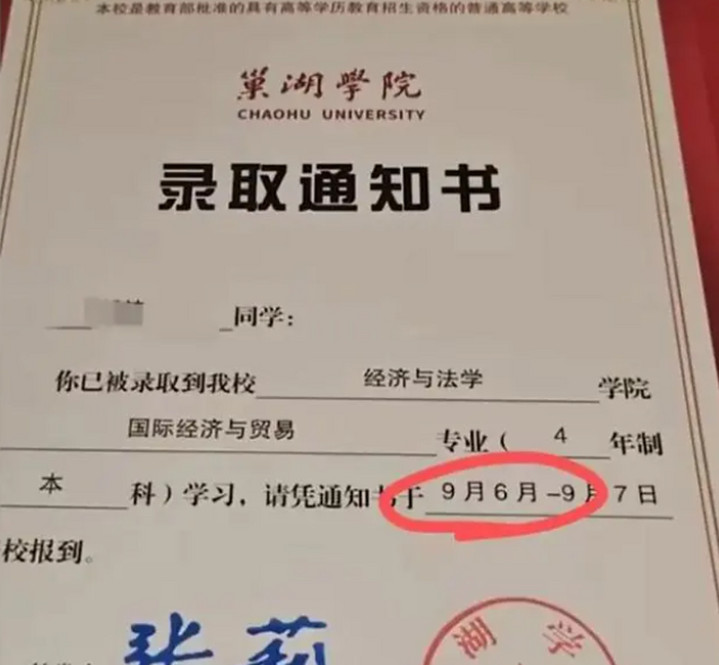 本校是教育部批准的具有高等学历教育招生资格的普通高等学校
巢湖學院
CHAOHU UNIVERSITY
录取通知书
同学：
你已被录取到我校 经济与法学 学院
国际经济与贸易 专业（ 4 年制
本 科）学习，请凭通知书于 9月6月-9月7日
校报到。
张莉
湖 学